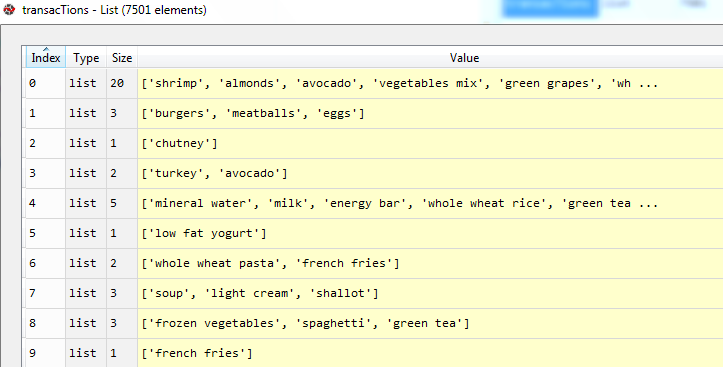 transacTions - List (7501 elements)
Index Type Size Value
0 list 20 ['shrimp', 'almonds', 'avocado', 'vegetables mix', 'green grapes', 'wh ...
1 list 3 ['burgers', 'meatballs', 'eggs']
2 list 1 ['chutney']
3 list 2 ['turkey', 'avocado']
4 list 5 ['mineral water', 'milk', 'energy bar', 'whole wheat rice', 'green tea ...
5 list 1 ['low fat yogurt']
6 list 2 ['whole wheat pasta', 'french fries']
7 list 3 ['soup', 'light cream', 'shallot']
8 list 3 ['frozen vegetables', 'spaghetti', 'green tea']
9 list 1 ['french fries']